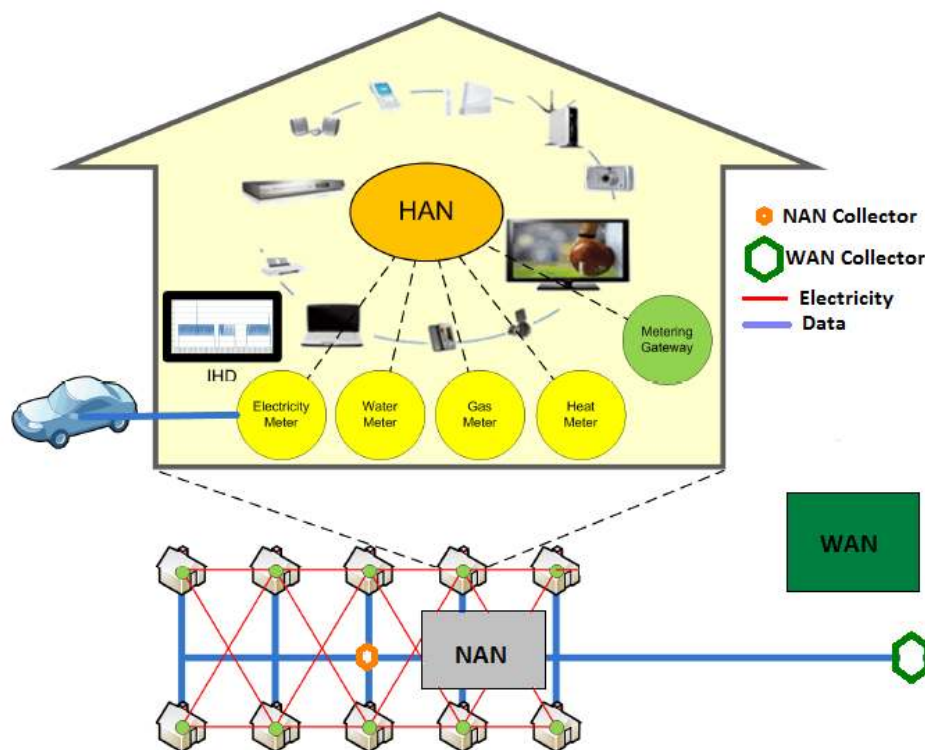 HAN
NAN Collector
WAN Collector
Electricity
Data
Metering
Gateway
IHD
Electricity
Meter
Water
Meter
Gas
Meter
Heat
Meter
WAN
NAN